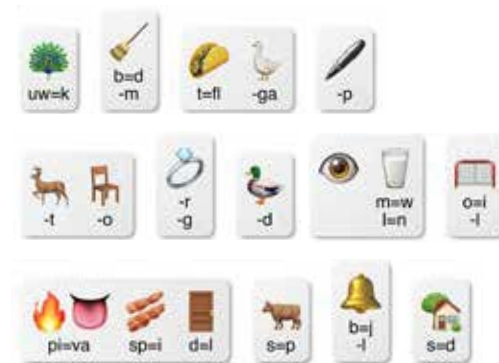 uw=k b=d t=fl -ga -p
-m
-t -o -r -d m=w o=i
-g l=n -l
pi=va sp=i d=l s=p b=j s=d
-l